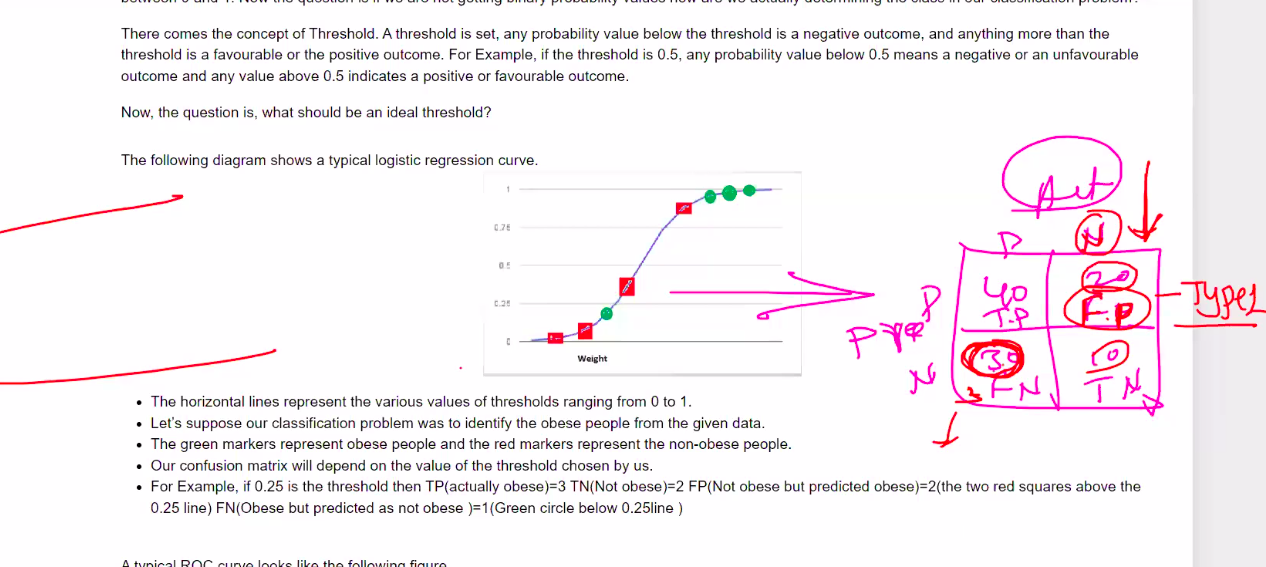 There comes the concept of Threshold. A threshold is set, any probability value below the threshold is a negative outcome, and anything more than the
threshold is a favourable or the positive outcome. For Example, if the threshold is 0.5, any probability value below 0.5 means a negative or an unfavourable
outcome and any value above 0.5 indicates a positive or favourable outcome.
Now, the question is, what should be an ideal threshold?
The following diagram shows a typical logistic regression curve.
1
0.75
0.5
0.25
0
Weight
Act
P N
P 40 20
T.P F.P Type1
N 30 10
FN TN
• The horizontal lines represent the various values of thresholds ranging from 0 to 1.
• Let's suppose our classification problem was to identify the obese people from the given data.
• The green markers represent obese people and the red markers represent the non-obese people.
• Our confusion matrix will depend on the value of the threshold chosen by us.
• For Example, if 0.25 is the threshold then TP(actually obese)=3 TN(Not obese)=2 FP(Not obese but predicted obese)=2(the two red squares above the
0.25 line) FN(Obese but predicted as not obese )=1(Green circle below 0.25line )
A typical ROC curve looks like the following figure